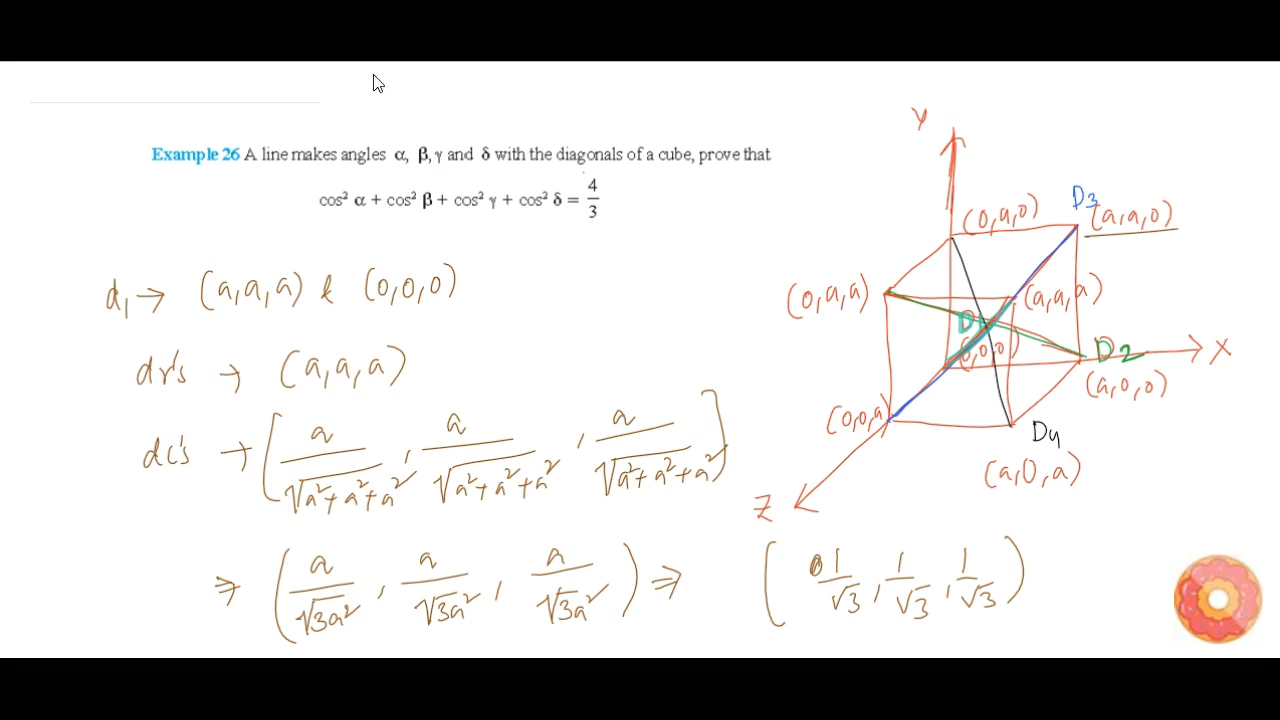 Example 26 A line makes angles α, β, γ and δ with the diagonals of a cube, prove that
cos² α + cos² β + cos² γ + cos² δ = 4/3
d₁ → (a,a,a) & (0,0,0)
dr's → (a,a,a)
dc's → [a/√a²+a²+a², a/√a²+a²+a², a/√a²+a²+a²]
⇒ (a/√3a², a/√3a², a/√3a²) ⇒ (1/√3, 1/√3, 1/√3)
Y
D3
(0,a,0)
(a,a,0)
(0,a,a)
(a,a,a)
D1
(0,0,0)
D2
X
(a,0,0)
(0,0,a)
D4
(a,0,a)
Z